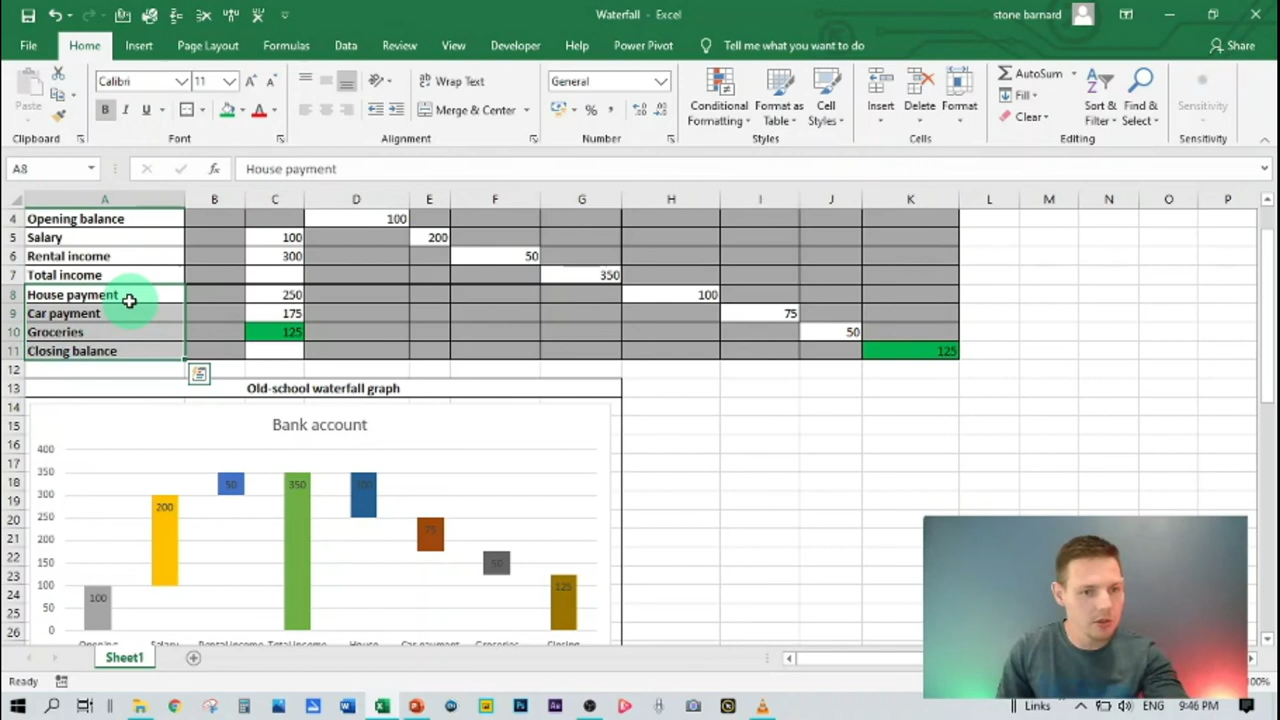 Waterfall - Excel
stone barnard
File Home Insert Page Layout Formulas Data Review View Developer Help Power Pivot Tell me what you want to do Share
Paste
Calibri 11
B I U
Wrap Text
Merge & Center
General
Conditional Formatting
Format as Table
Cell Styles
Insert Delete Format
AutoSum
Fill
Clear
Sort & Filter
Find & Select
Sensitivity
Clipboard Font Alignment Number Styles Cells Editing Sensitivity
A8 fx House payment
A B C D E F G H I J K L M N O P
4 Opening balance 100
5 Salary 100 200
6 Rental income 300 50
7 Total income 350
8 House payment 250 100
9 Car payment 175 75
10 Groceries 125 50
11 Closing balance 125
12
13 Old-school waterfall graph
14
15 Bank account
16
17
18
19
20
21
22
23
24
25
26
400
350
300
250
200
150
100
50
0
100 200 50 350 75 50 125
Sheet1
Ready
100%
Links ENG 9:46 PM